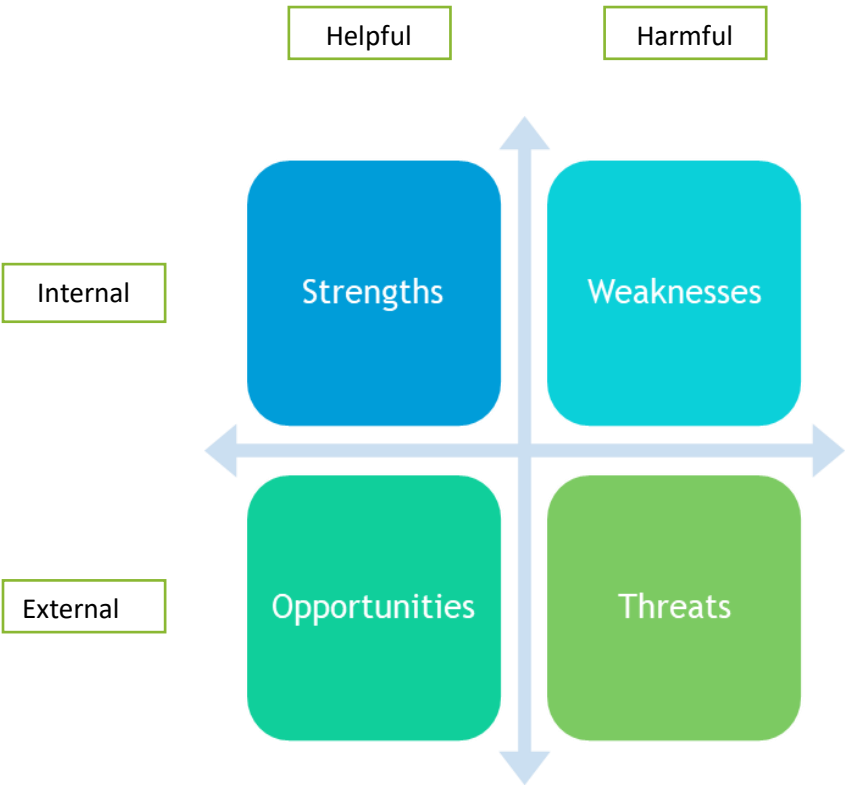 Helpful
Harmful
Internal
Strengths
Weaknesses
External
Opportunities
Threats